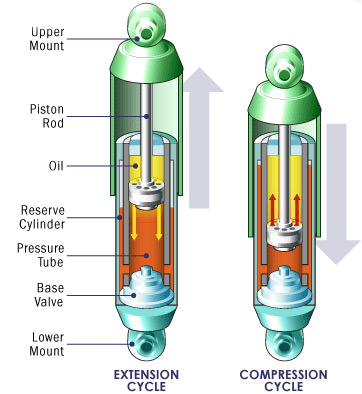 Upper
Mount
Piston
Rod
Oil
Reserve
Cylinder
Pressure
Tube
Base
Valve
Lower
Mount
EXTENSION
CYCLE
COMPRESSION
CYCLE